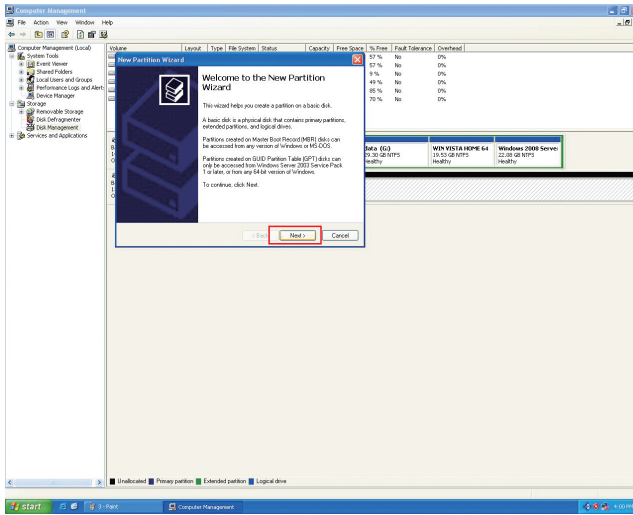 Computer Management
File Action View Window Help
Computer Management (Local)
System Tools
Event Viewer
Shared Folders
Local Users and Groups
Performance Logs and Alert:
Device Manager
Storage
Removable Storage
Disk Defragmenter
Disk Management
Services and Applications
Volume Layout Type File System Status Capacity Free Space % Free Fault Tolerance Overhead
57 % No 0%
57 % No 0%
9 % No 0%
49 % No 0%
85 % No 0%
70 % No 0%
New Partition Wizard
Welcome to the New Partition
Wizard
This wizard helps you create a partition on a basic disk.
A basic disk is a physical disk that contains primary partitions,
extended partitions, and logical drives.
Partitions created on Master Boot Record (MBR) disks can
be accessed from any version of Windows or MS-DOS.
Partitions created on GUID Partition Table (GPT) disks can
only be accessed from Windows Server 2003 Service Pack
1 or later, or from any 64-bit version of Windows.
To continue, click Next.
< Back Next > Cancel
data (G:) WIN VISTA HOME 64 Windows 2008 Serve:
29.30 GB NTFS 19.53 GB NTFS 22.08 GB NTFS
Healthy Healthy Healthy
Unallocated Primary partition Extended partition Logical drive
start 3 - Paint Computer Management 4:00 PM